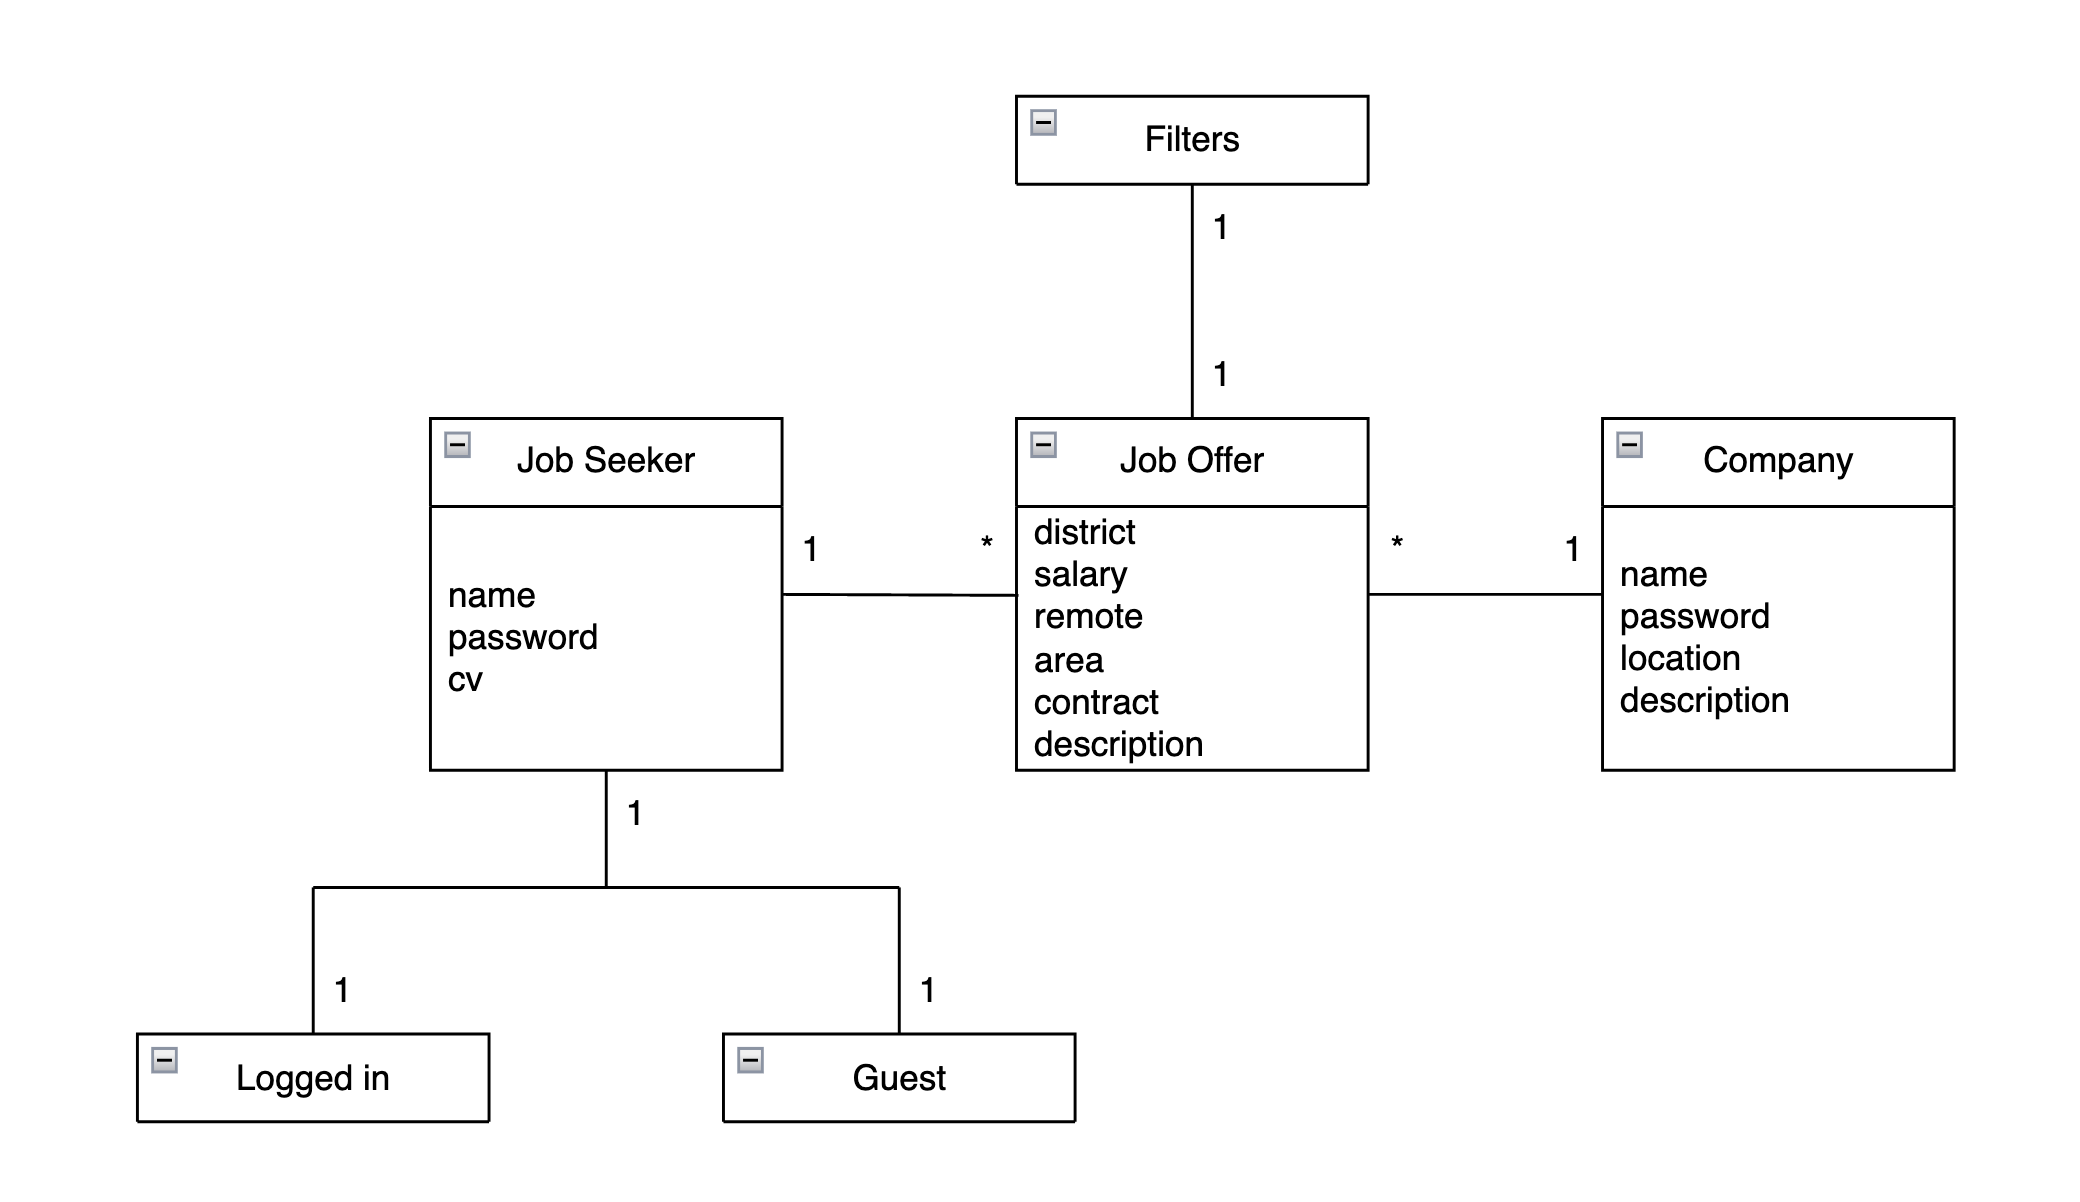 Filters
1
1
Job Seeker
name
password
cv
1
*
Job Offer
district
salary
remote
area
contract
description
*
1
Company
name
password
location
description
1
1
1
Logged in
Guest